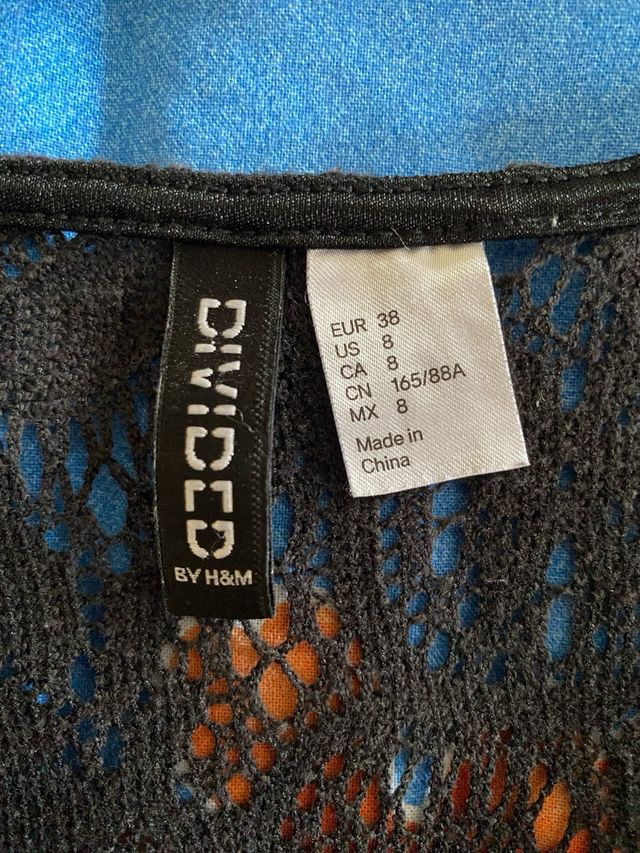 DIVIDED
BY H&M
EUR 38
US 8
CA 8
CN 165/88A
MX 8
Made in
China